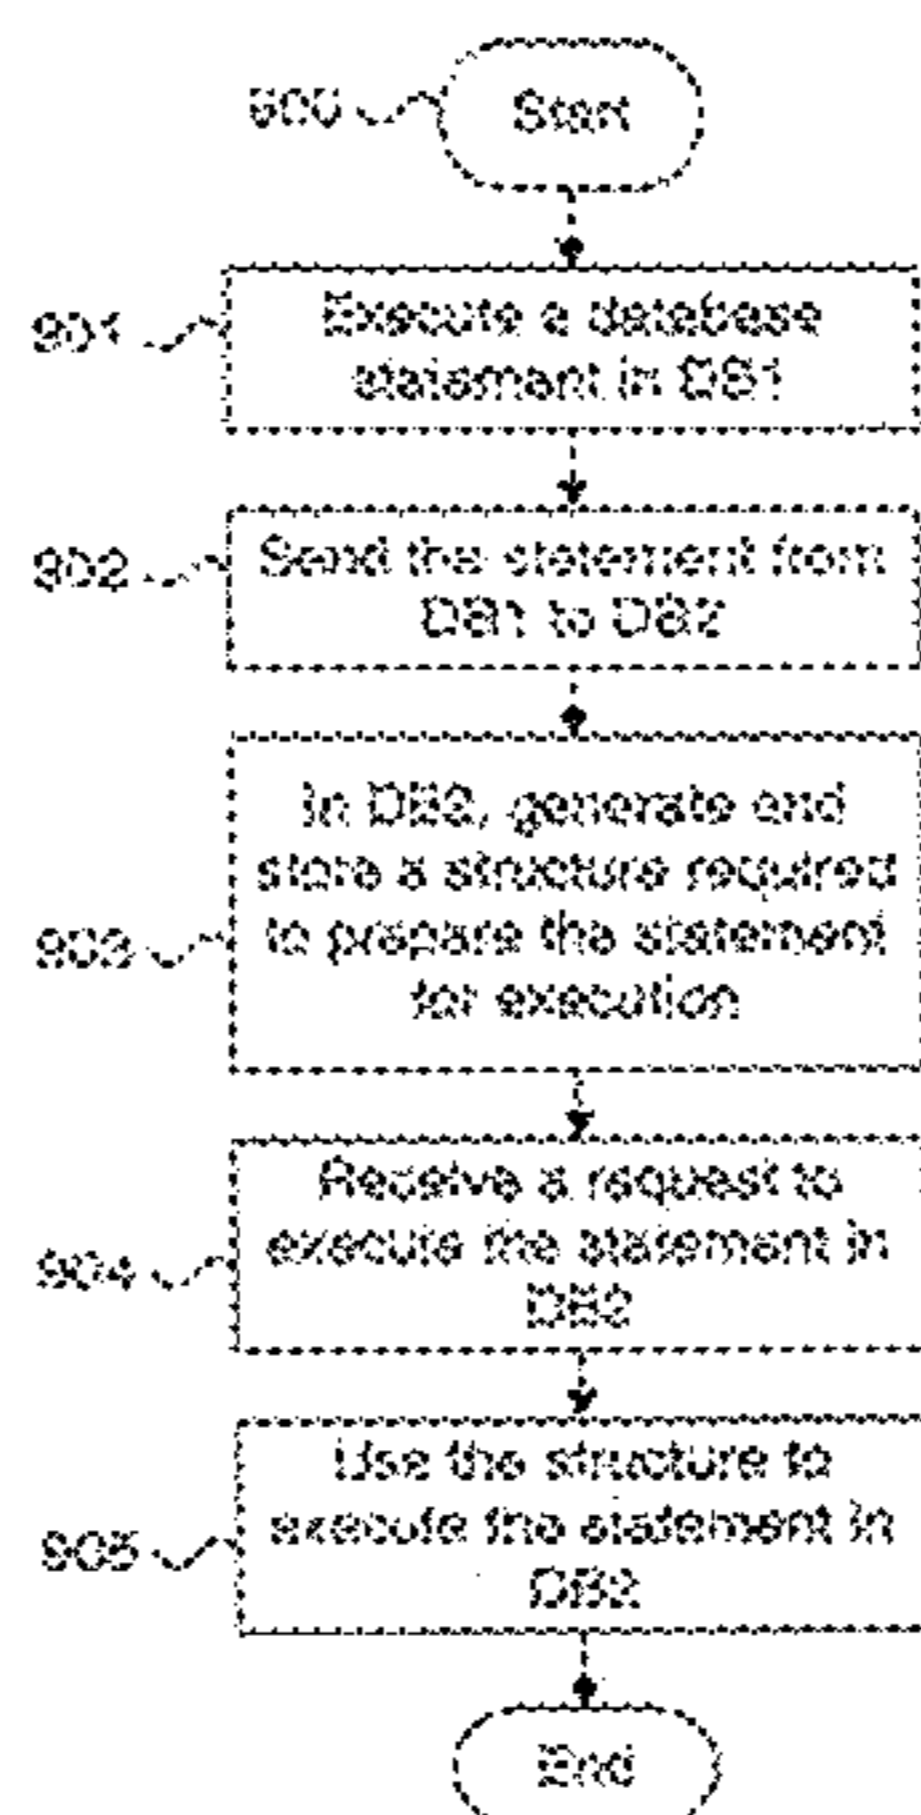 900
Start
901
Execute a database
statement in DB1
902
Send the statement from
DB1 to DB2
903
In DB2, generate and
store a structure required
to prepare the statement
for execution
904
Receive a request to
execute the statement in
DB2
905
Use the structure to
execute the statement in
DB2
End